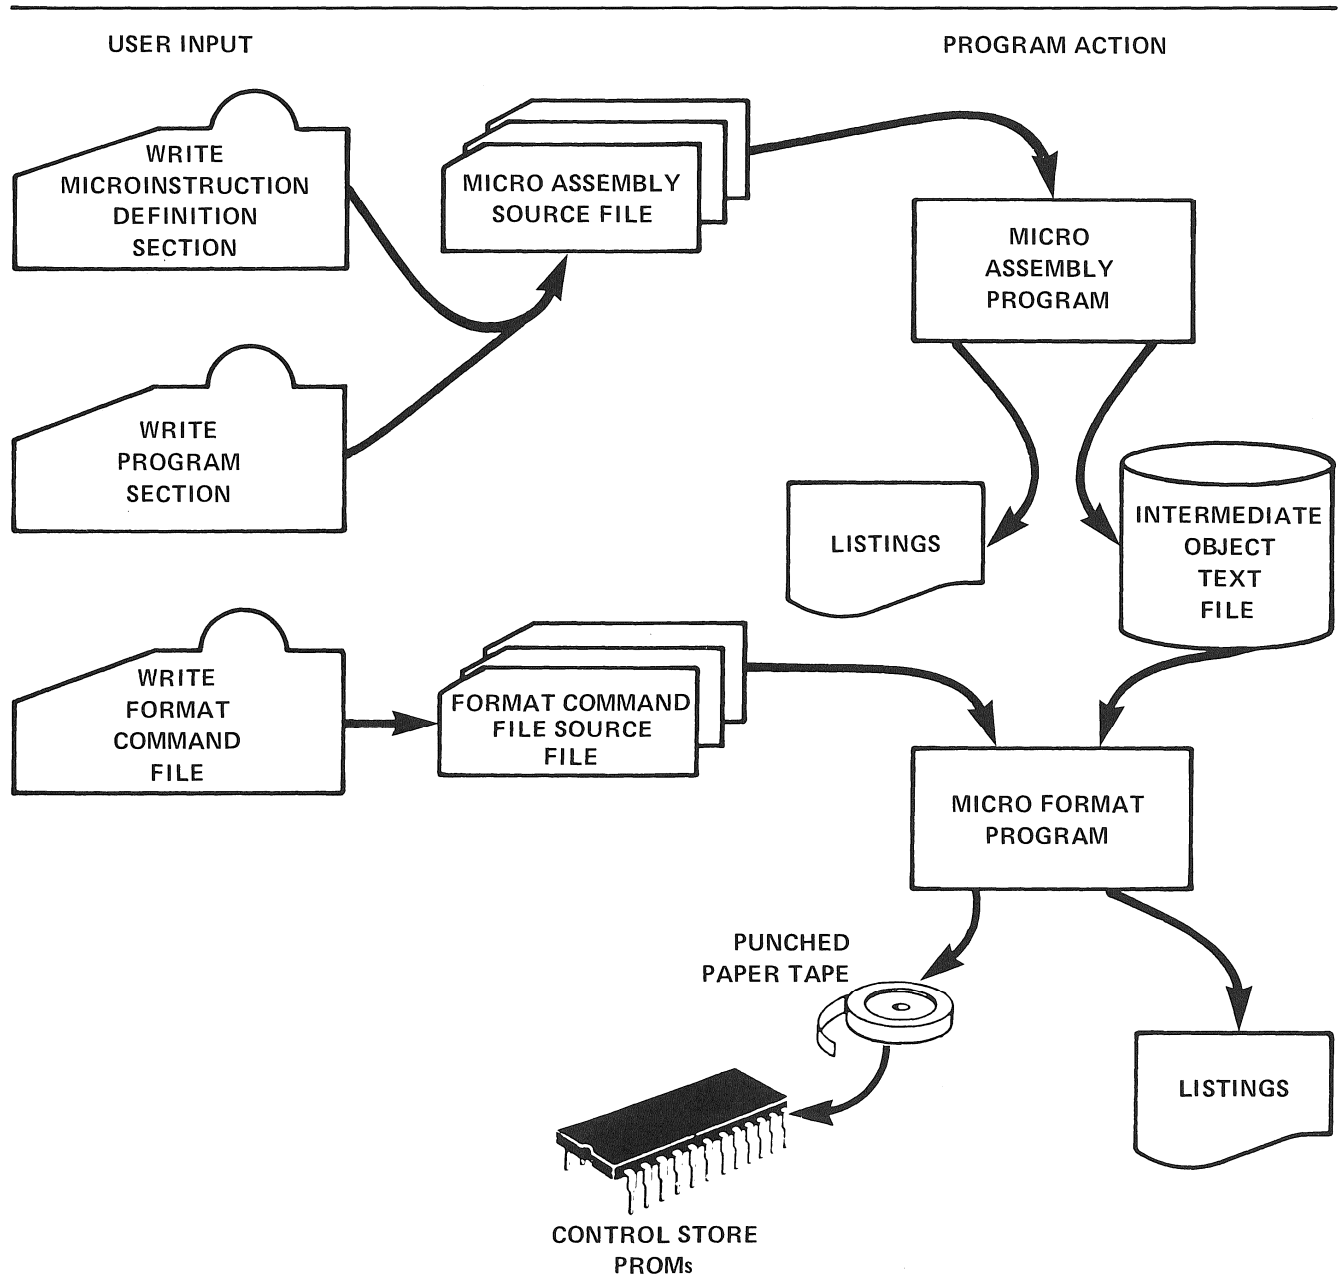 USER INPUT
PROGRAM ACTION
WRITE
MICROINSTRUCTION
DEFINITION
SECTION
MICRO ASSEMBLY
SOURCE FILE
MICRO
ASSEMBLY
PROGRAM
WRITE
PROGRAM
SECTION
LISTINGS
INTERMEDIATE
OBJECT
TEXT
FILE
WRITE
FORMAT
COMMAND
FILE
FORMAT COMMAND
FILE SOURCE
FILE
MICRO FORMAT
PROGRAM
PUNCHED
PAPER TAPE
LISTINGS
CONTROL STORE
PROMs